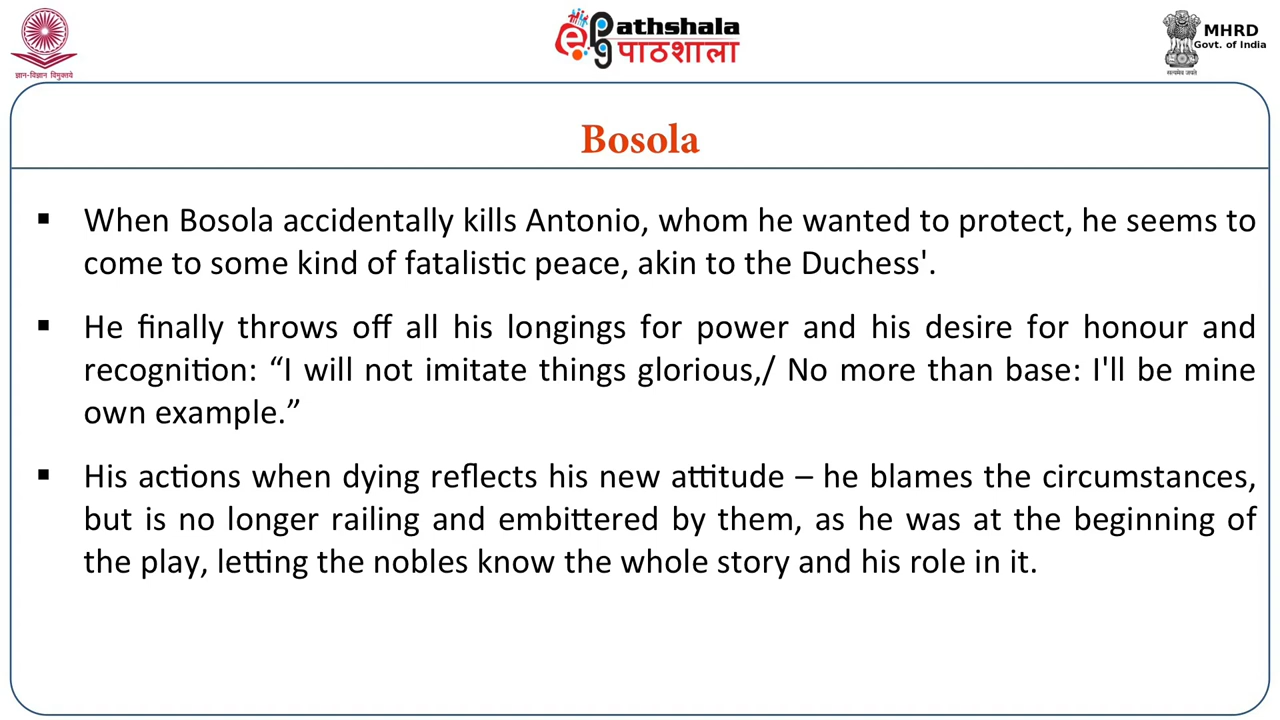 ज्ञान-विज्ञान विमुक्तये
ePathshala
पाठशाला
MHRD
Govt. of India
सत्यमेव जयते
Bosola
▪ When Bosola accidentally kills Antonio, whom he wanted to protect, he seems to
come to some kind of fatalistic peace, akin to the Duchess'.
▪ He finally throws off all his longings for power and his desire for honour and
recognition: “I will not imitate things glorious,/ No more than base: I'll be mine
own example.”
▪ His actions when dying reflects his new attitude – he blames the circumstances,
but is no longer railing and embittered by them, as he was at the beginning of
the play, letting the nobles know the whole story and his role in it.